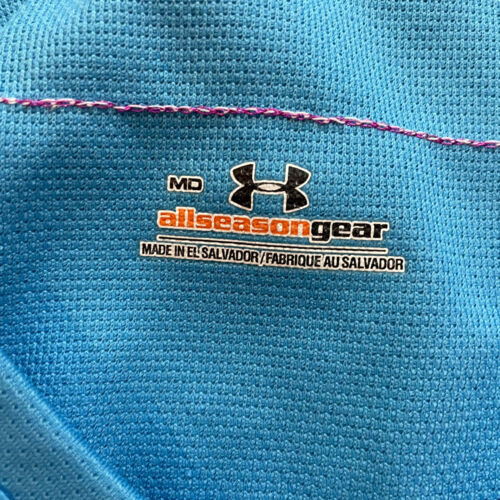 MD
allseasongear
MADE IN EL SALVADOR/FABRIQUE AU SALVADOR